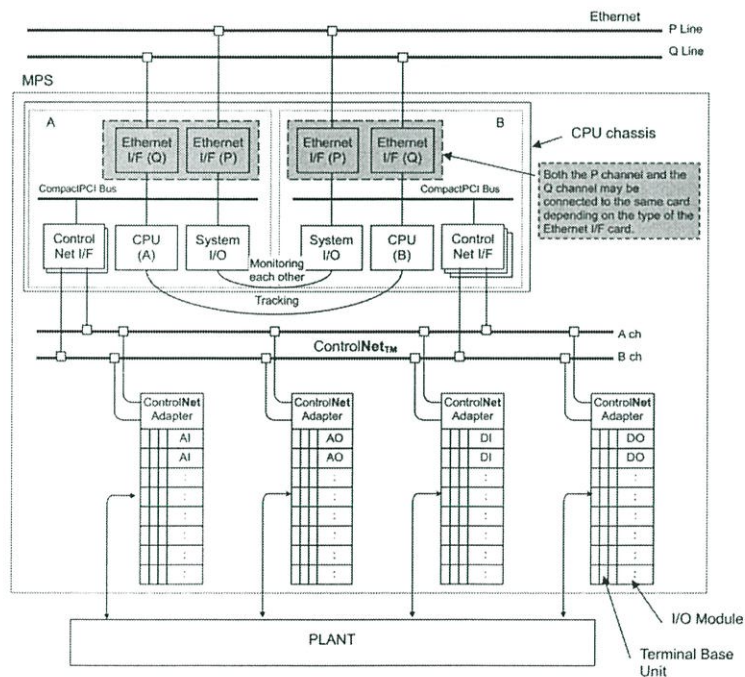 Ethernet
P Line
Q Line
MPS
A
B
Ethernet
I/F (Q)
Ethernet
I/F (P)
Ethernet
I/F (P)
Ethernet
I/F (Q)
CPU chassis
Both the P channel and the
Q channel may be
connected to the same card
depending on the type of the
Ethernet I/F card.
CompactPCI Bus
CompactPCI Bus
Control
Net I/F
CPU
(A)
System
I/O
System
I/O
CPU
(B)
Control
Net I/F
Monitoring
each other
Tracking
A ch
ControlNetTM
B ch
ControlNet
Adapter
ControlNet
Adapter
ControlNet
Adapter
ControlNet
Adapter
AI
AO
DI
DO
AI
AO
DI
DO
: : : :
: : : :
: : : :
: : : :
: : : :
: : : :
PLANT
I/O Module
Terminal Base
Unit